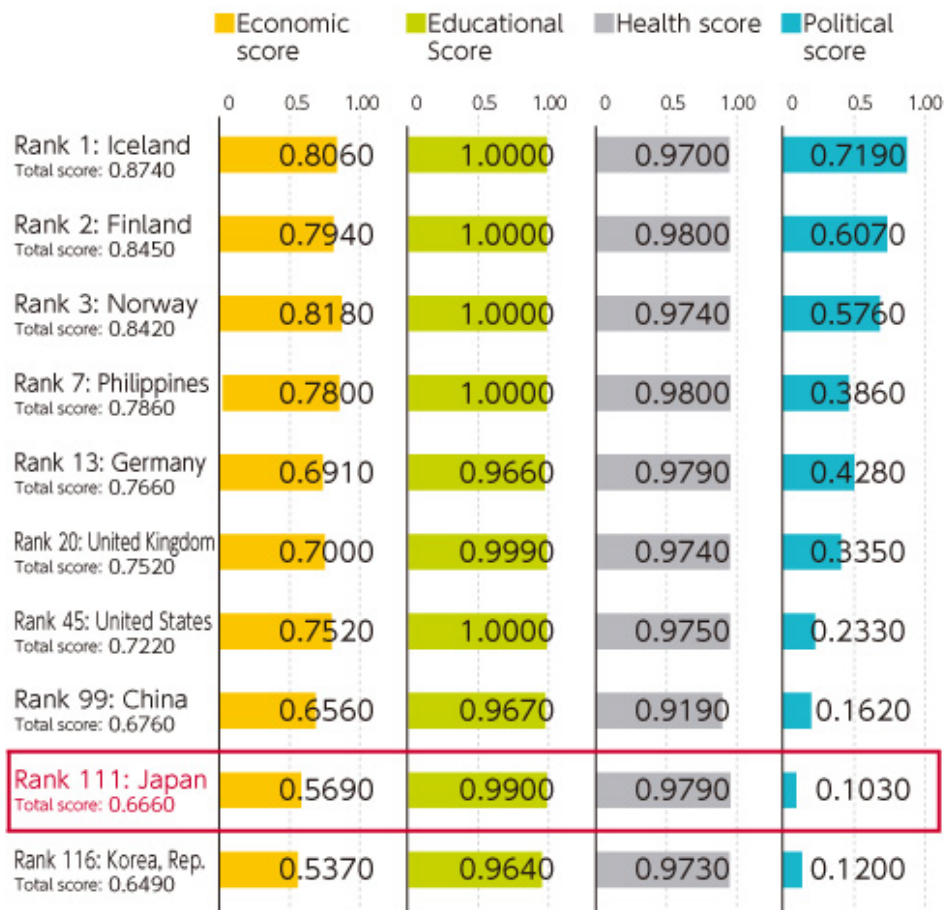 Economic score
Educational Score
Health score
Political score
0 0.5 1.00 0 0.5 1.00 0 0.5 1.00 0 0.5 1.00
Rank 1: Iceland
Total score: 0.8740
0.8060 1.0000 0.9700 0.7190
Rank 2: Finland
Total score: 0.8450
0.7940 1.0000 0.9800 0.6070
Rank 3: Norway
Total score: 0.8420
0.8180 1.0000 0.9740 0.5760
Rank 7: Philippines
Total score: 0.7860
0.7800 1.0000 0.9800 0.3860
Rank 13: Germany
Total score: 0.7660
0.6910 0.9660 0.9790 0.4280
Rank 20: United Kingdom
Total score: 0.7520
0.7000 0.9990 0.9740 0.3350
Rank 45: United States
Total score: 0.7220
0.7520 1.0000 0.9750 0.2330
Rank 99: China
Total score: 0.6760
0.6560 0.9670 0.9190 0.1620
Rank 111: Japan
Total score: 0.6660
0.5690 0.9900 0.9790 0.1030
Rank 116: Korea, Rep.
Total score: 0.6490
0.5370 0.9640 0.9730 0.1200